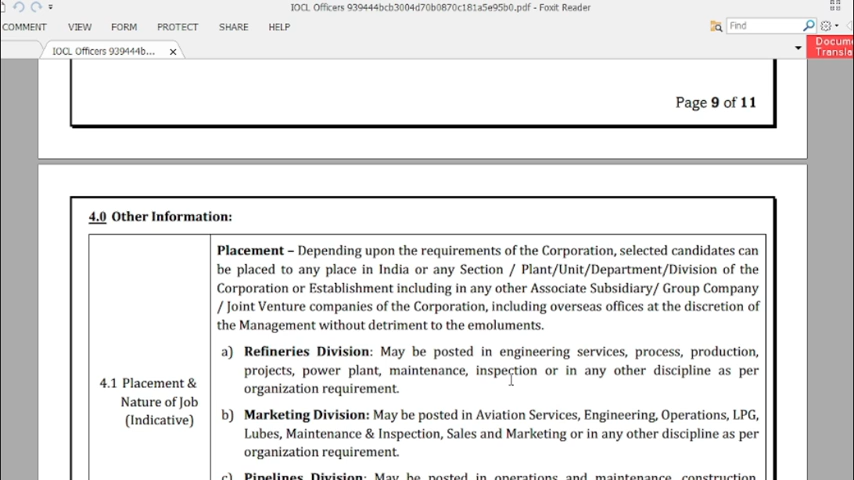 IOCL Officers 939444bcb3004d70b0870c181a5e95b0.pdf - Foxit Reader
COMMENT VIEW FORM PROTECT SHARE HELP
Find
IOCL Officers 939444b... x
Docume
Transla
Page 9 of 11
4.0 Other Information:
Placement – Depending upon the requirements of the Corporation, selected candidates can
be placed to any place in India or any Section / Plant/Unit/Department/Division of the
Corporation or Establishment including in any other Associate Subsidiary/ Group Company
/ Joint Venture companies of the Corporation, including overseas offices at the discretion of
the Management without detriment to the emoluments.
a) Refineries Division: May be posted in engineering services, process, production,
projects, power plant, maintenance, inspection or in any other discipline as per
organization requirement.
4.1 Placement &
Nature of Job
(Indicative)
b) Marketing Division: May be posted in Aviation Services, Engineering, Operations, LPG,
Lubes, Maintenance & Inspection, Sales and Marketing or in any other discipline as per
organization requirement.
c) Pipelines Division: May be posted in operations and maintenance, construction,